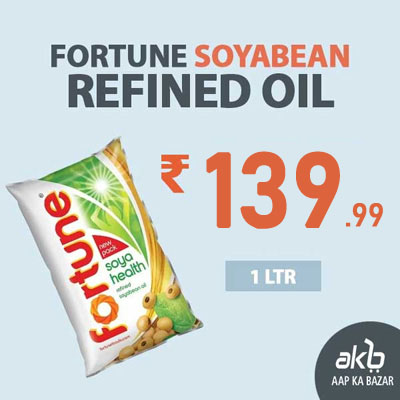 FORTUNE SOYABEAN
REFINED OIL
₹ 139.99
1 LTR
fortune
new
pack
soya
health
refined
soyabean oil
akb
AAP KA BAZAR